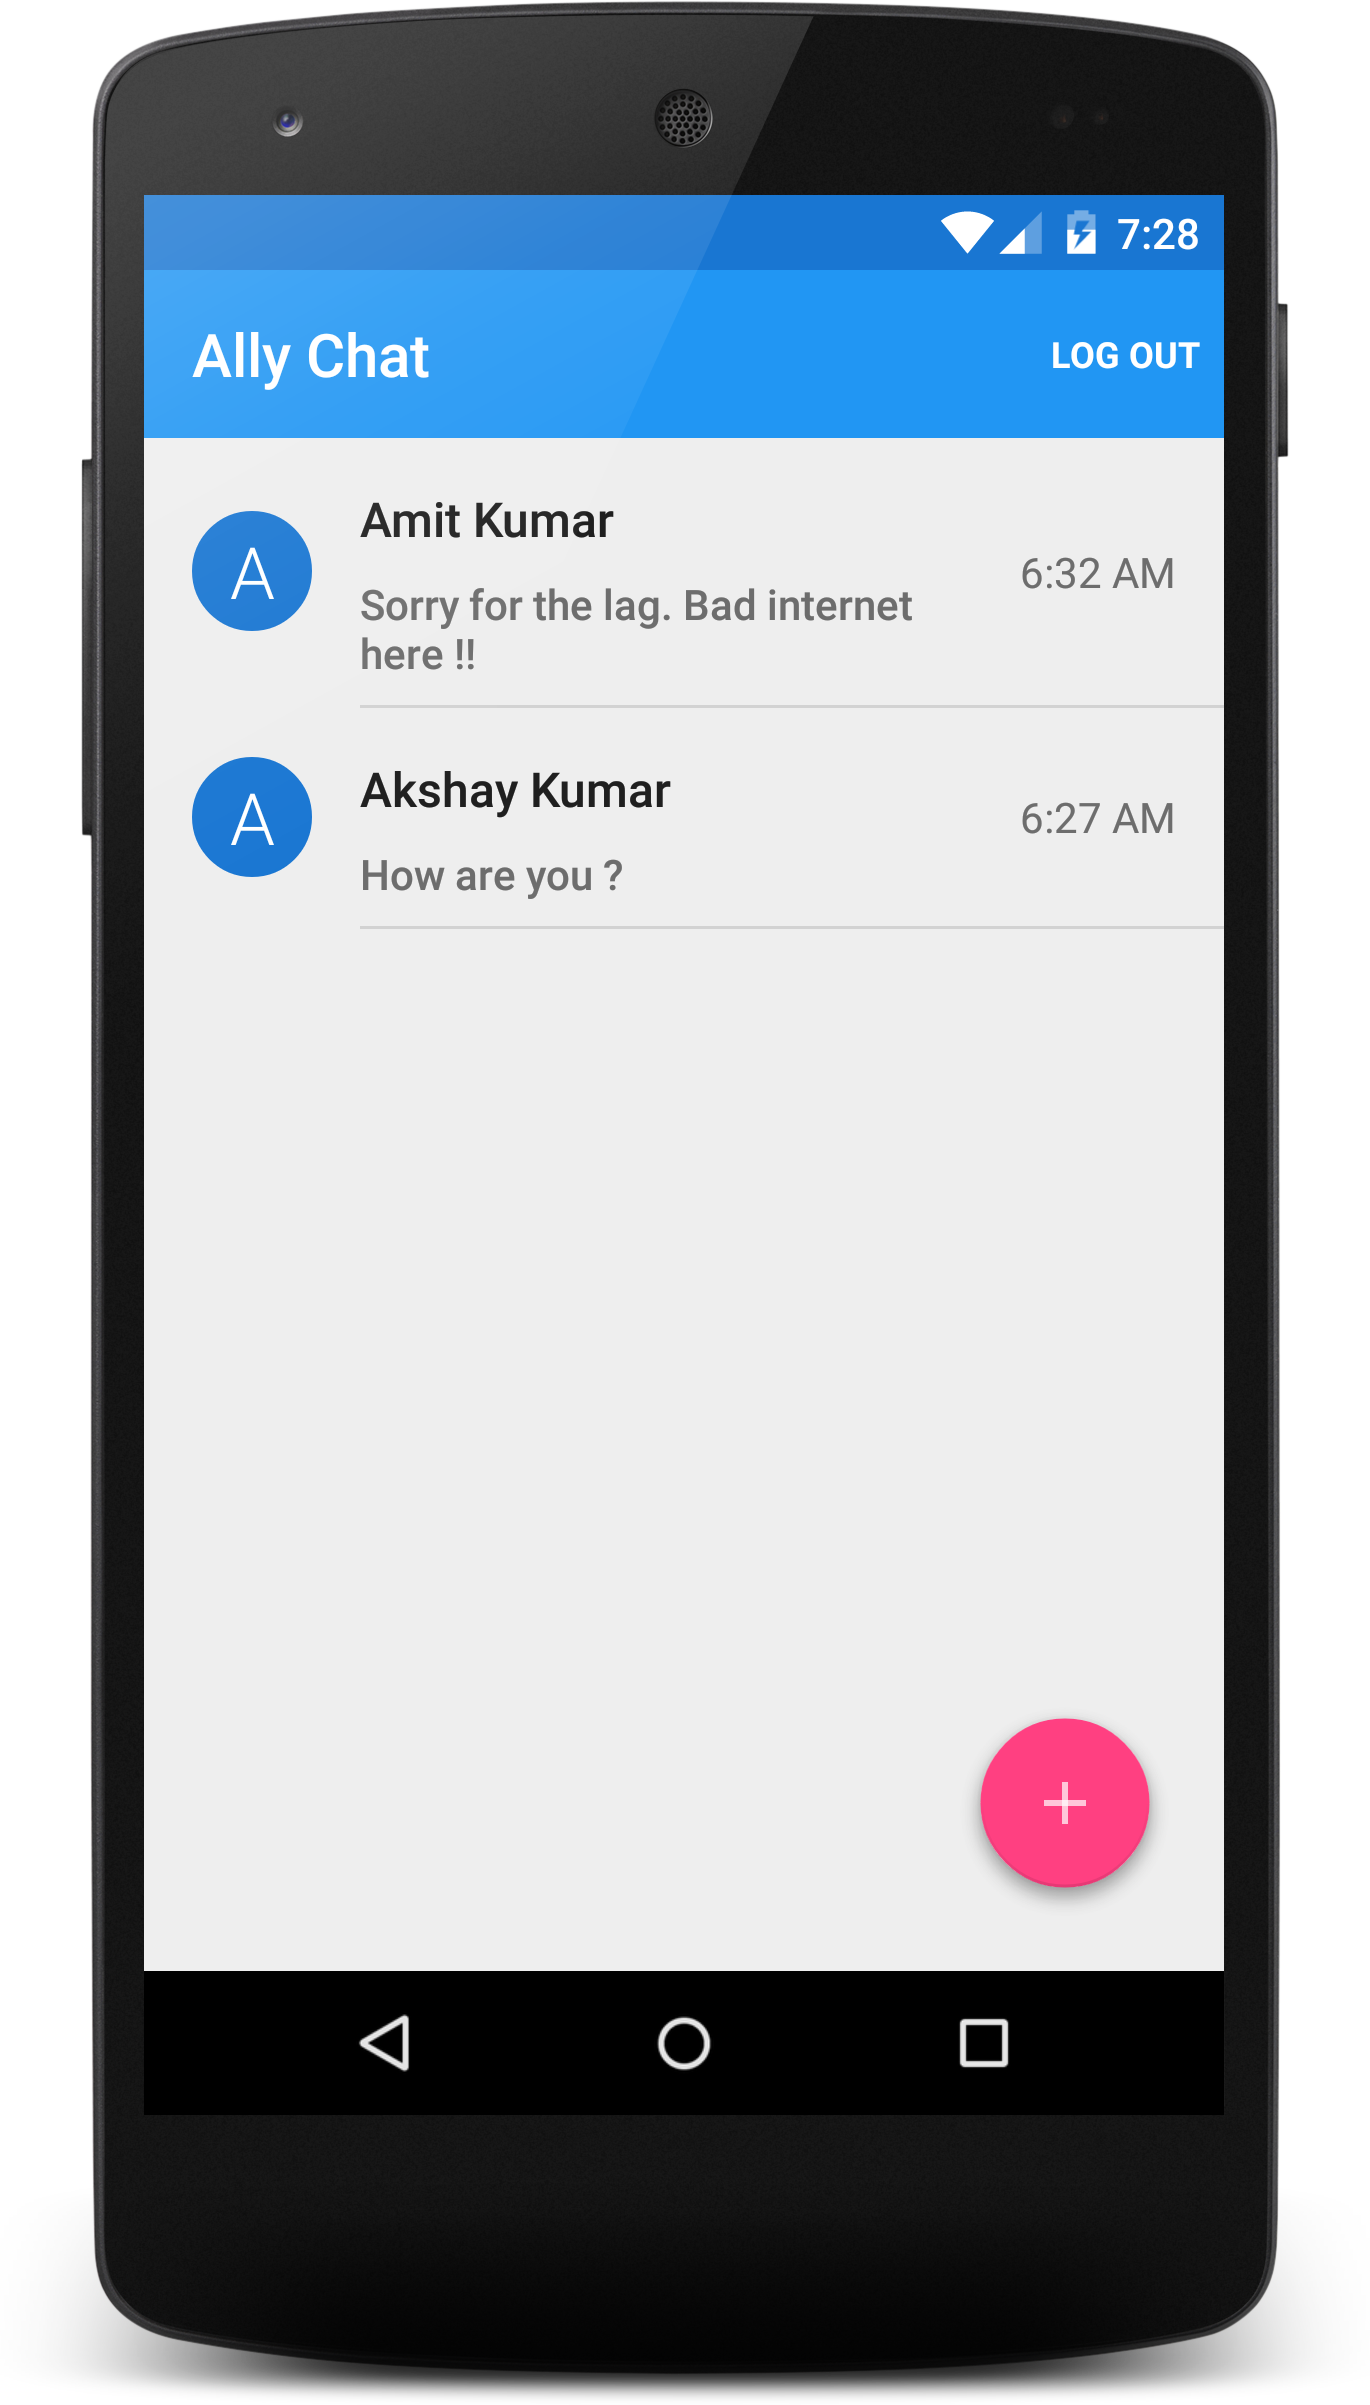 7:28
Ally Chat
LOG OUT
A
Amit Kumar
6:32 AM
Sorry for the lag. Bad internet
here !!
A
Akshay Kumar
6:27 AM
How are you ?